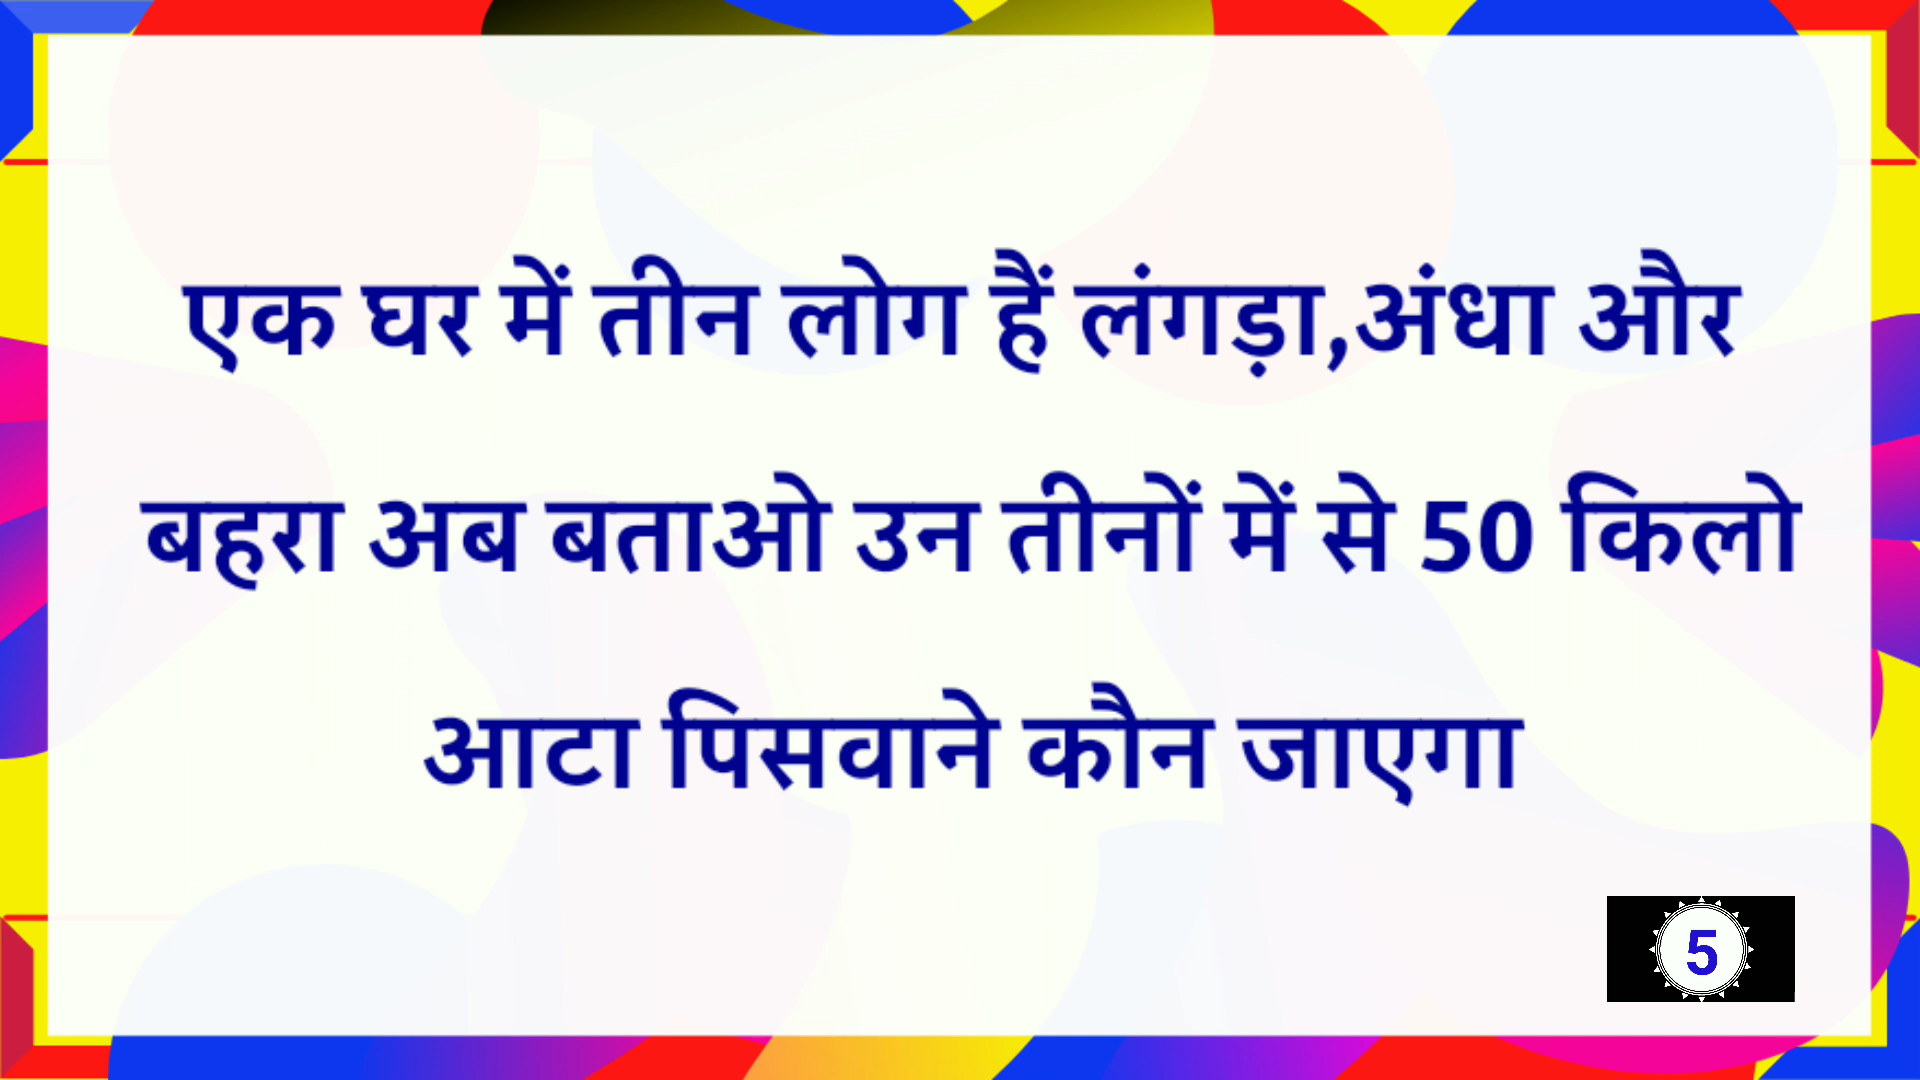 एक घर में तीन लोग हैं लंगड़ा,अंधा और
बहरा अब बताओ उन तीनों में से 50 किलो
आटा पिसवाने कौन जाएगा
5